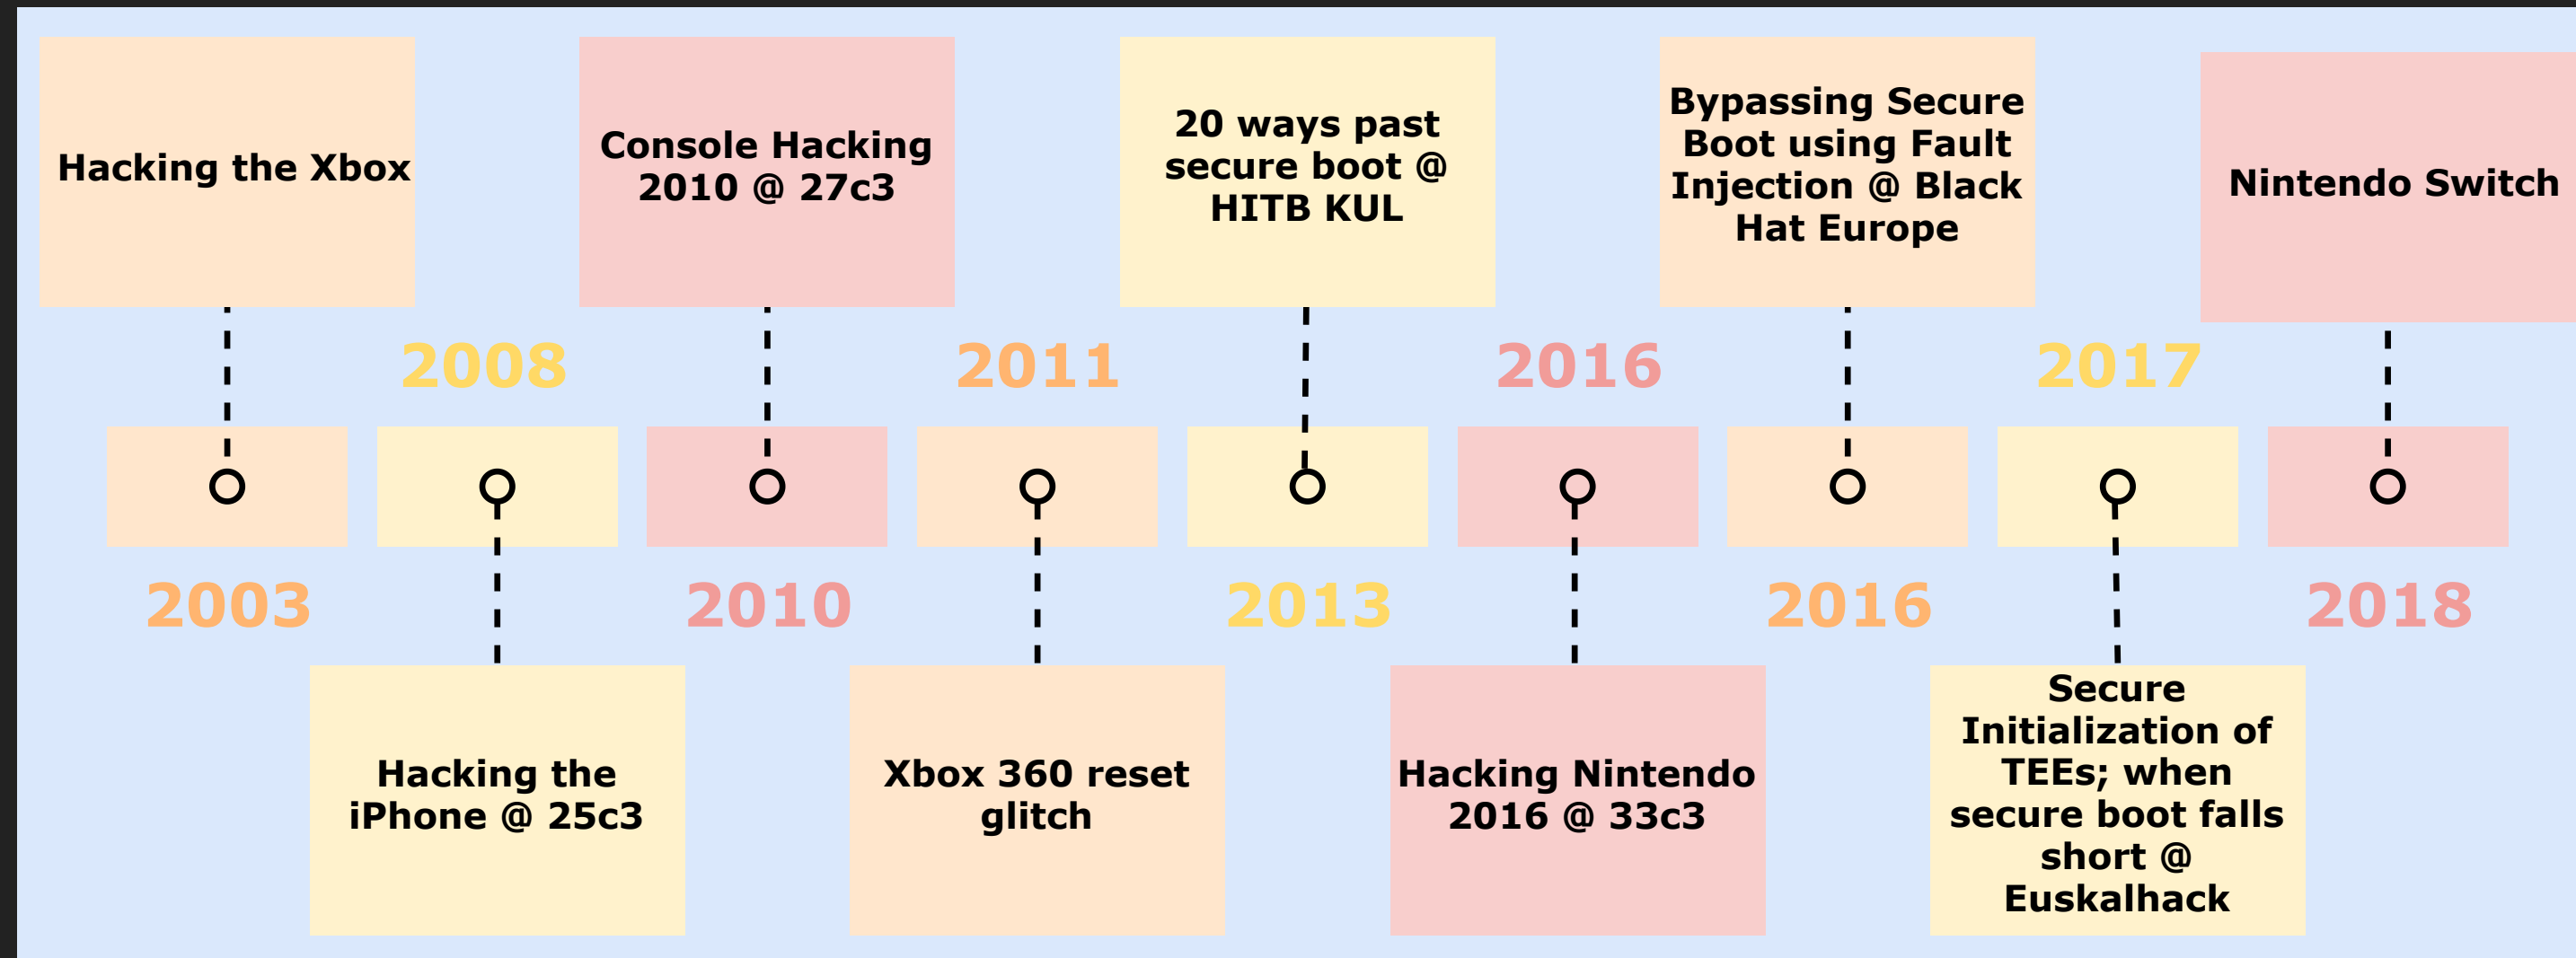 Hacking the Xbox
Console Hacking
2010 @ 27c3
20 ways past
secure boot @
HITB KUL
Bypassing Secure
Boot using Fault
Injection @ Black
Hat Europe
Nintendo Switch
2008
2011
2016
2017
2003
2010
2013
2016
2018
Hacking the
iPhone @ 25c3
Xbox 360 reset
glitch
Hacking Nintendo
2016 @ 33c3
Secure
Initialization of
TEEs; when
secure boot falls
short @
Euskalhack